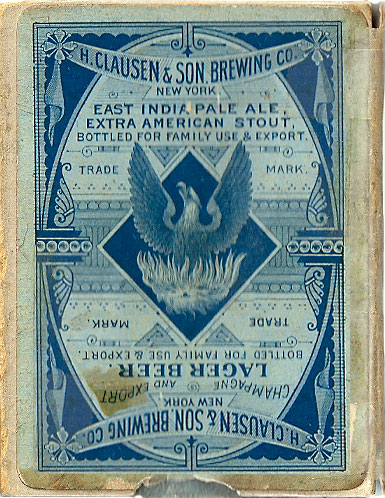 H. CLAUSEN & SON. BREWING CO.
NEW YORK.
EAST INDIA PALE ALE,
EXTRA AMERICAN STOUT,
BOTTLED FOR FAMILY USE & EXPORT.
TRADE MARK.
H. CLAUSEN & SON. BREWING CO.
NEW YORK
CHAMPAGNE AND EXPORT
LAGER BEER.
BOTTLED FOR FAMILY USE & EXPORT.
TRADE MARK.